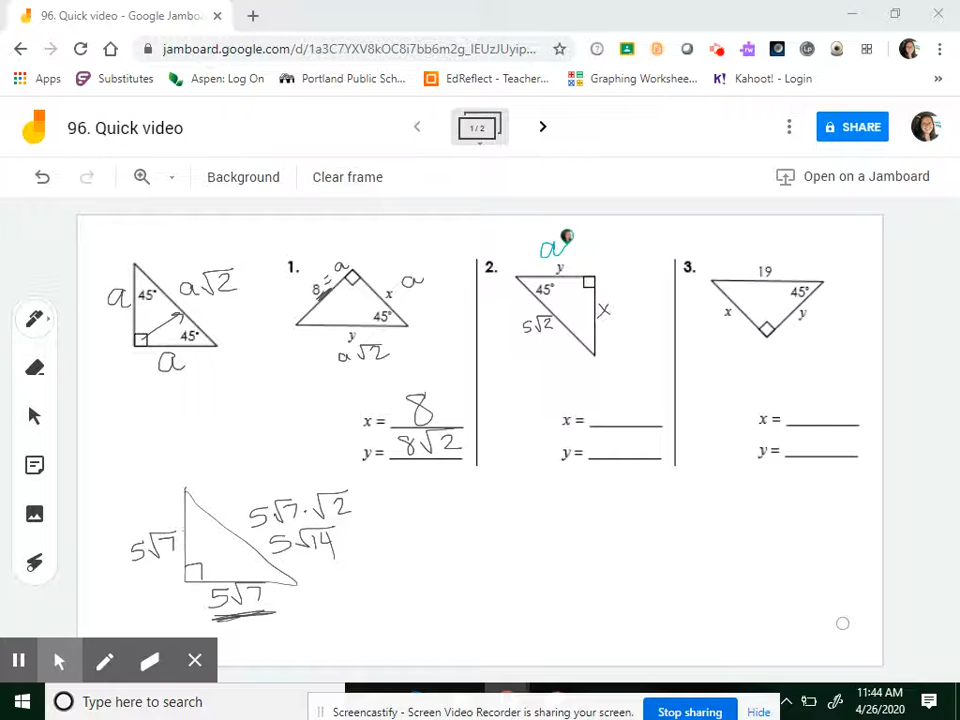 96. Quick video - Google Jambo
jamboard.google.com/d/1a3C7YXV8kOC8i7bb6m2g_IEUzJUyip...
Apps
Substitutes
Aspen: Log On
Portland Public Sch...
EdReflect - Teacher...
Graphing Workshee...
Kahoot! - Login
96. Quick video
1/2
SHARE
Background
Clear frame
Open on a Jamboard
a
45°
a√2
45°
a
1.
8 = a
x
a
45°
y
a√2
x = 8
y = 8√2
2.
a
y
45°
5√2
x
x =
y =
3.
19
45°
x
y
x =
y =
5√7
5√7·√2
5√14
5√7
Type here to search
Screencastify - Screen Video Recorder is sharing your screen.
Stop sharing
Hide
11:44 AM
4/26/2020